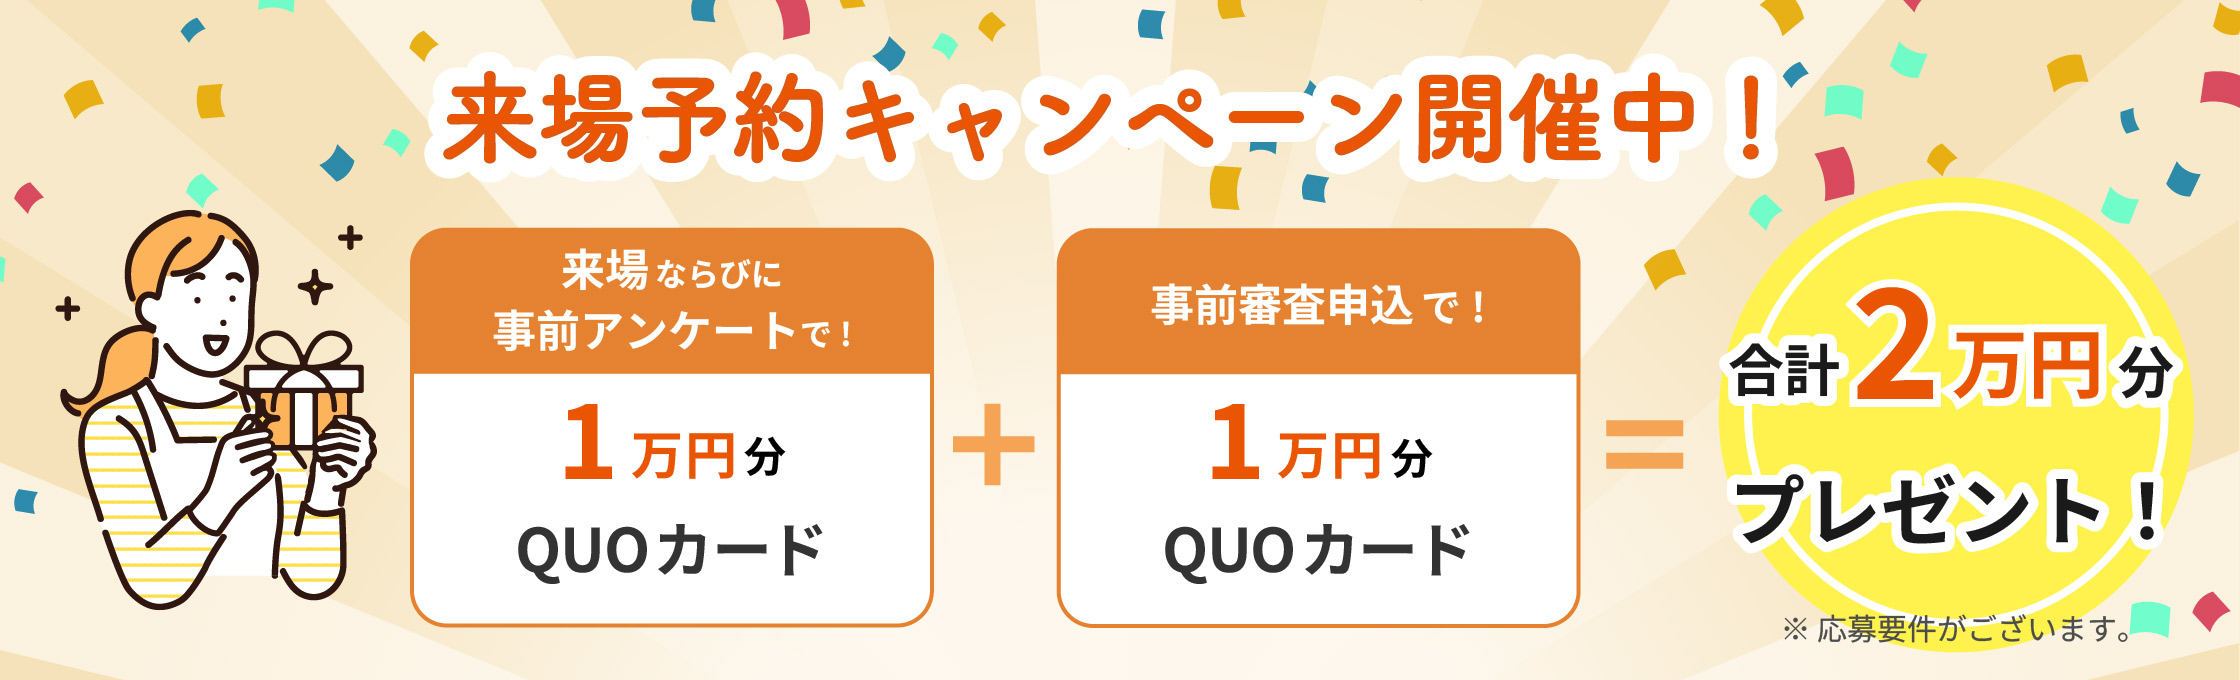 来場予約キャンペーン開催中！
来場ならびに
事前アンケートで！
1万円分
QUOカード
＋
事前審査申込で！
1万円分
QUOカード
＝
合計2万円分
プレゼント！
※応募要件がございます。